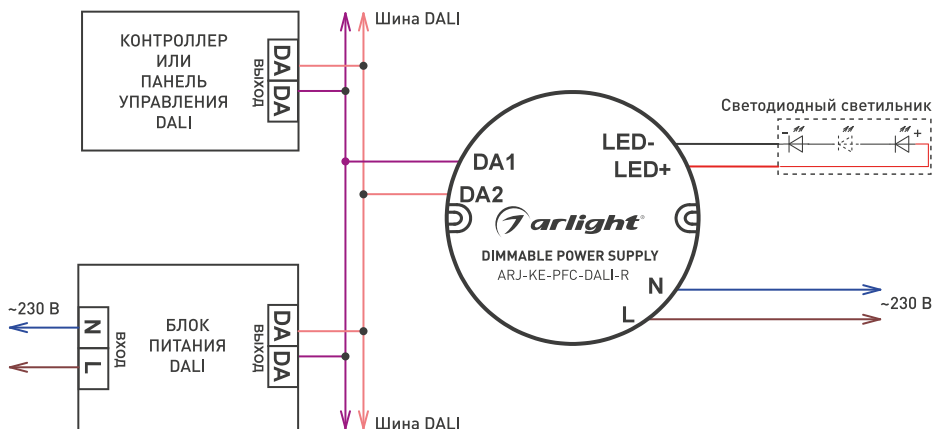 Шина DALI
КОНТРОЛЛЕР
ИЛИ
ПАНЕЛЬ
УПРАВЛЕНИЯ
DALI
ВЫХОД
DA
DA
Светодиодный светильник
-
+
LED-
LED+
DA1
DA2
arlight®
DIMMABLE POWER SUPPLY
ARJ-KE-PFC-DALI-R
N
L
~230 В
~230 В
N
L
ВХОД
БЛОК
ПИТАНИЯ
DALI
ВЫХОД
DA
DA
Шина DALI